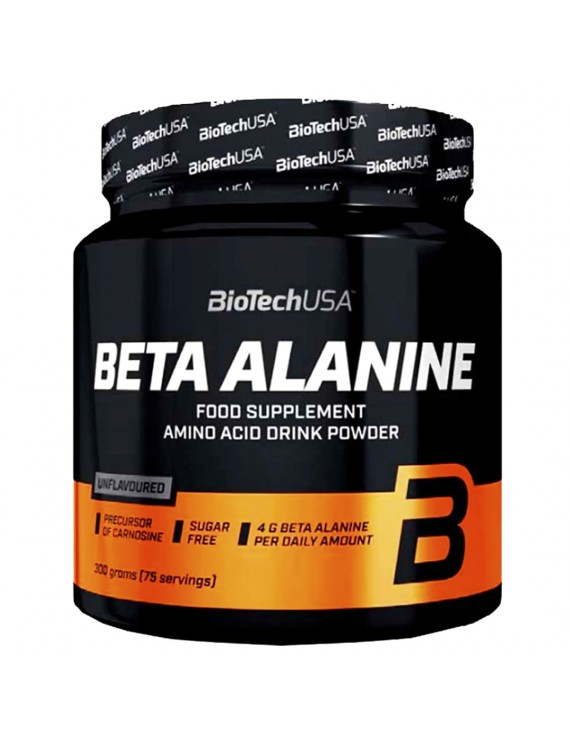 BioTechUSA BioTechUSA BioTechUSA BioTechUSA
BioTechUSA BioTechUSA BioTechUSA BioTechUSA BioTechUSA
BioTechUSA
BETA ALANINE
FOOD SUPPLEMENT
AMINO ACID DRINK POWDER
UNFLAVOURED
PRECURSOR
OF CARNOSINE
SUGAR
FREE
4 G BETA ALANINE
PER DAILY AMOUNT
300 grams (75 servings)
B